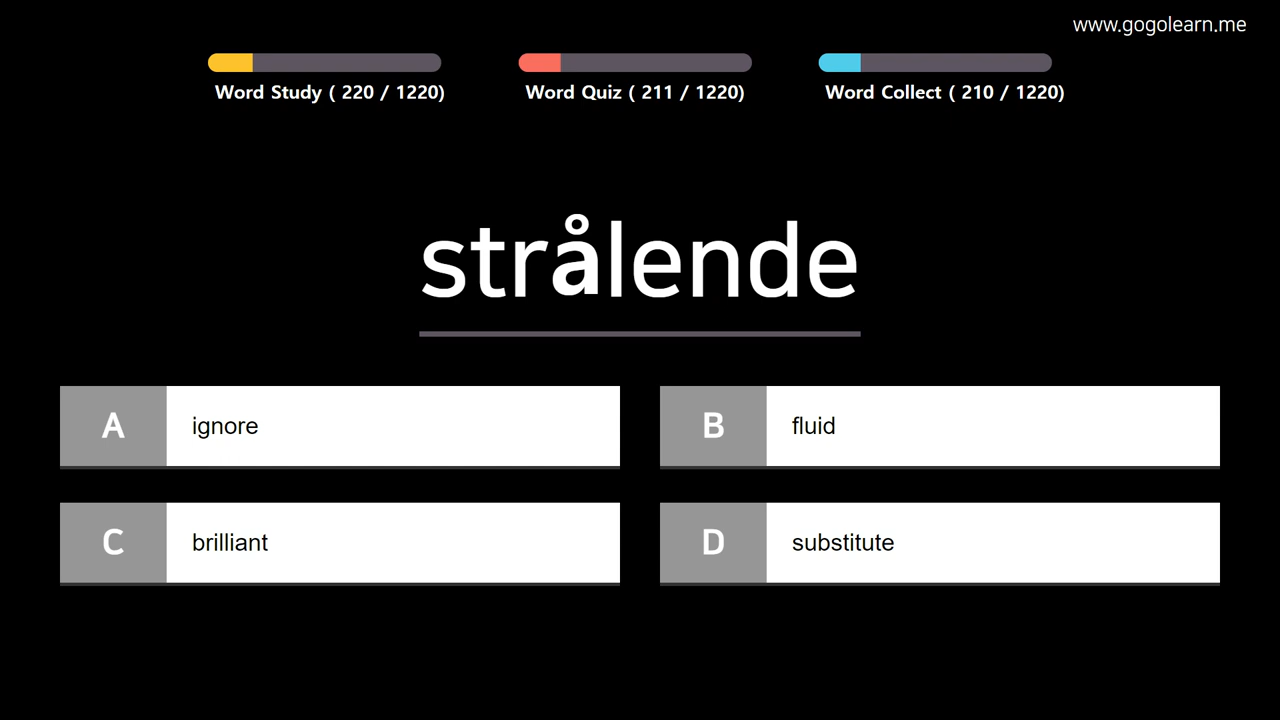 www.gogolearn.me
Word Study ( 220 / 1220)
Word Quiz ( 211 / 1220)
Word Collect ( 210 / 1220)
strålende
A ignore
B fluid
C brilliant
D substitute